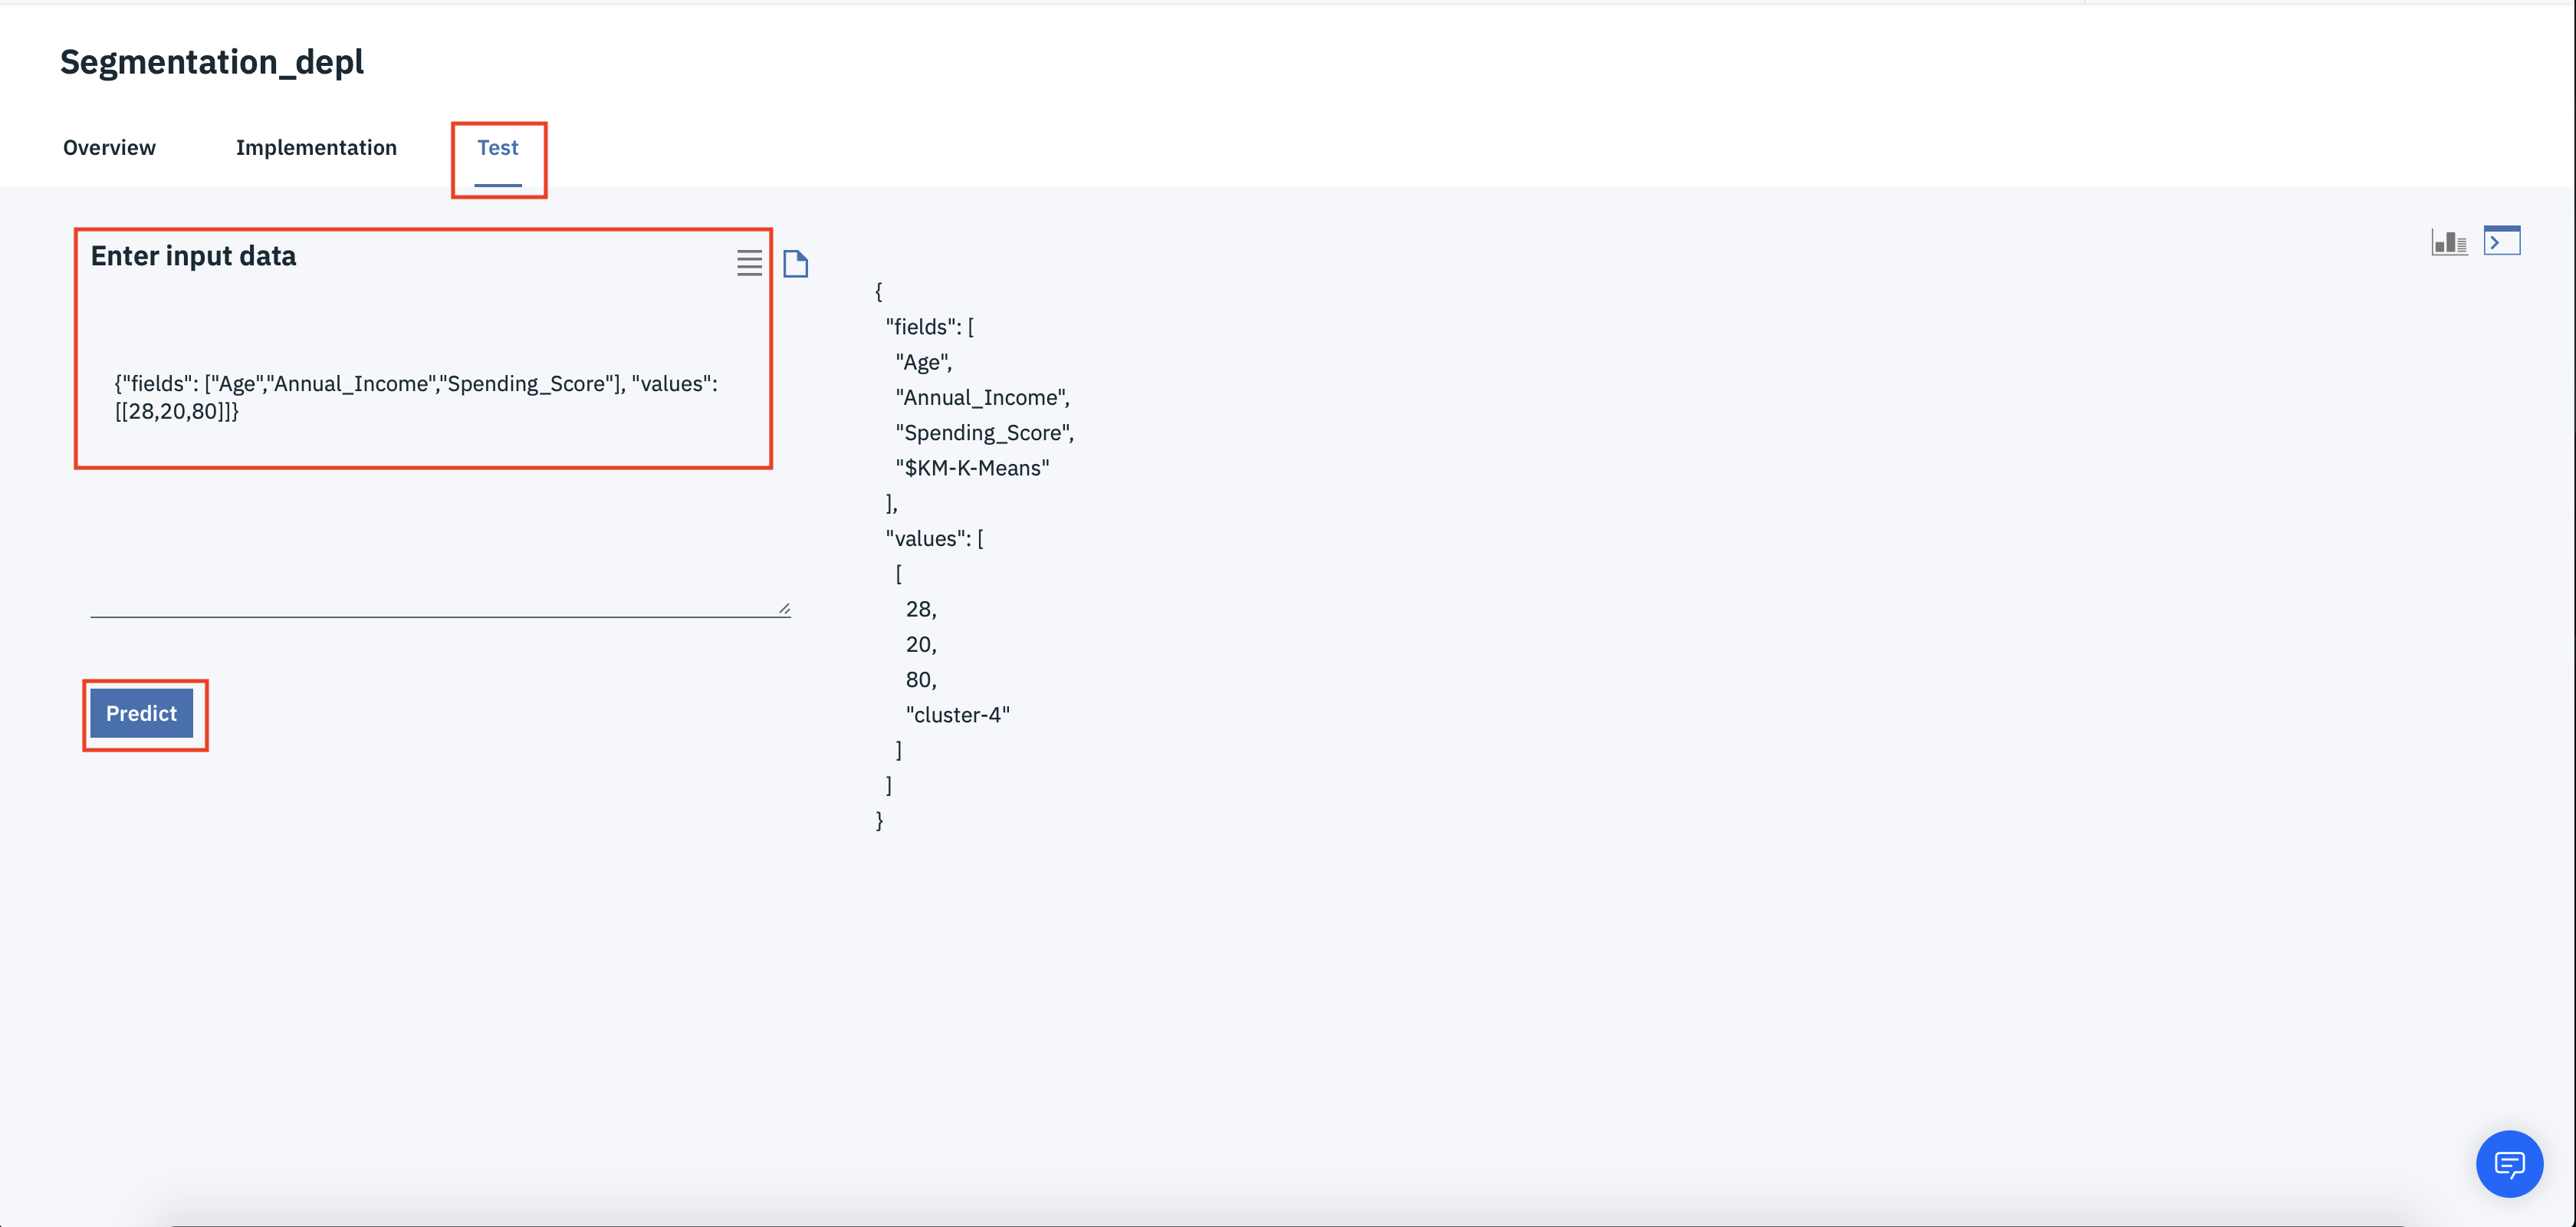 Segmentation_depl
Overview Implementation Test
Enter input data
{"fields": ["Age","Annual_Income","Spending_Score"], "values":
[[28,20,80]]}
Predict
{
"fields": [
"Age",
"Annual_Income",
"Spending_Score",
"$KM-K-Means"
],
"values": [
[
28,
20,
80,
"cluster-4"
]
]
}